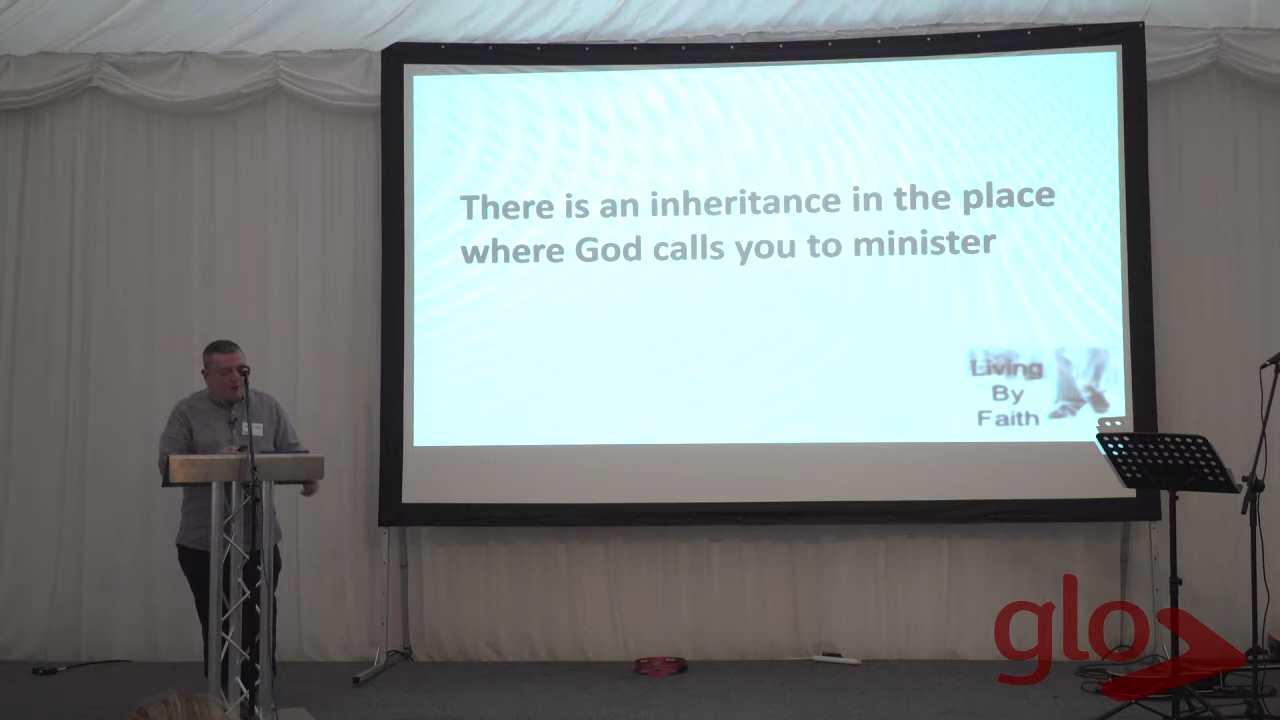 There is an inheritance in the place
where God calls you to minister
Living
By
Faith
glo